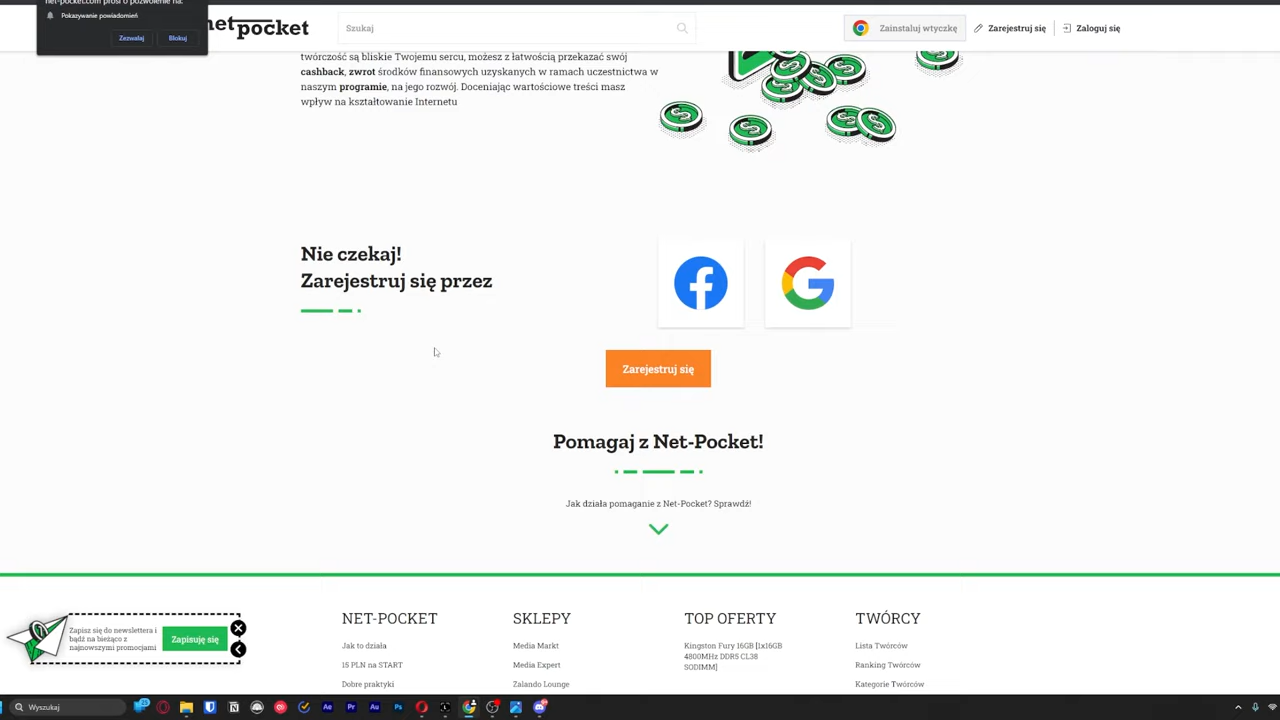 net-pocket.com prosi o pozwolenie na:
Pokazywanie powiadomień
Zezwalaj
Blokuj
net
pocket
Szukaj
Zainstaluj wtyczkę
Zarejestruj się
Zaloguj się
twórczość są bliskie Twojemu sercu, możesz z łatwością przekazać swój
cashback, zwrot środków finansowych uzyskanych w ramach uczestnictwa w
naszym programie, na jego rozwój. Doceniając wartościowe treści masz
wpływ na kształtowanie Internetu
Nie czekaj!
Zarejestruj się przez
Zarejestruj się
Pomagaj z Net-Pocket!
Jak działa pomaganie z Net-Pocket? Sprawdź!
Zapisz się do newslettera i
bądź na bieżąco z
najnowszymi promocjami
Zapisuję się
NET-POCKET
Jak to działa
15 PLN na START
Dobre praktyki
SKLEPY
Media Markt
Media Expert
Zalando Lounge
TOP OFERTY
Kingston Fury 16GB [1x16GB
4800MHz DDR5 CL38
SODIMM]
TWÓRCY
Lista Twórców
Ranking Twórców
Kategorie Twórców
Wyszukaj
23
Ae
Pr
Au
Ps